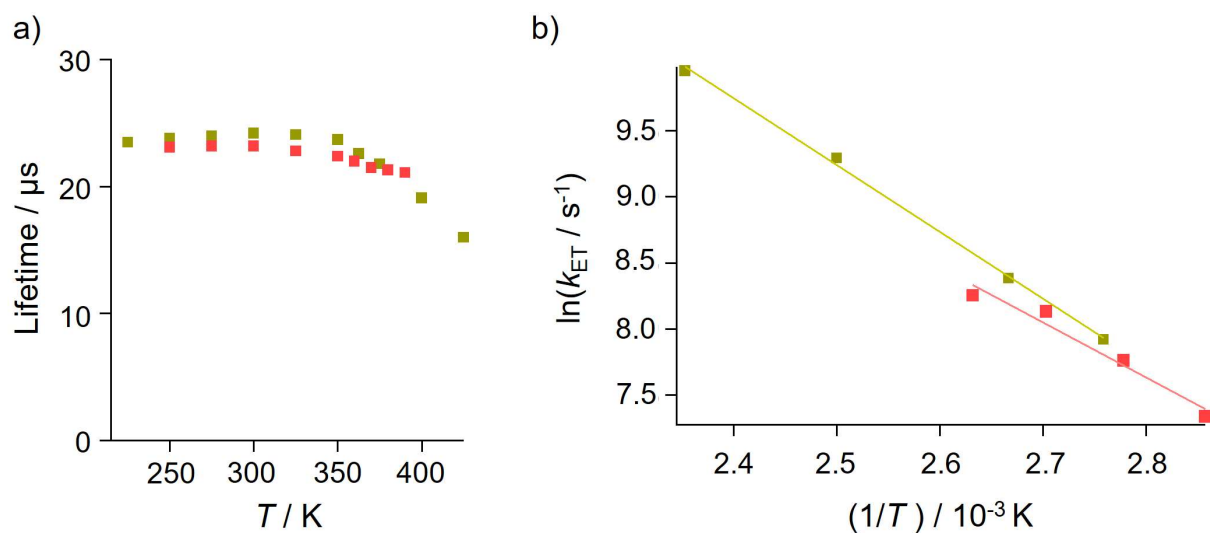 a)
30
20
10
0
Lifetime / µs
250 300 350 400
T / K
b)
9.5
9.0
8.5
8.0
7.5
ln(k_ET / s⁻¹)
2.4 2.5 2.6 2.7 2.8
(1/T ) / 10⁻³ K